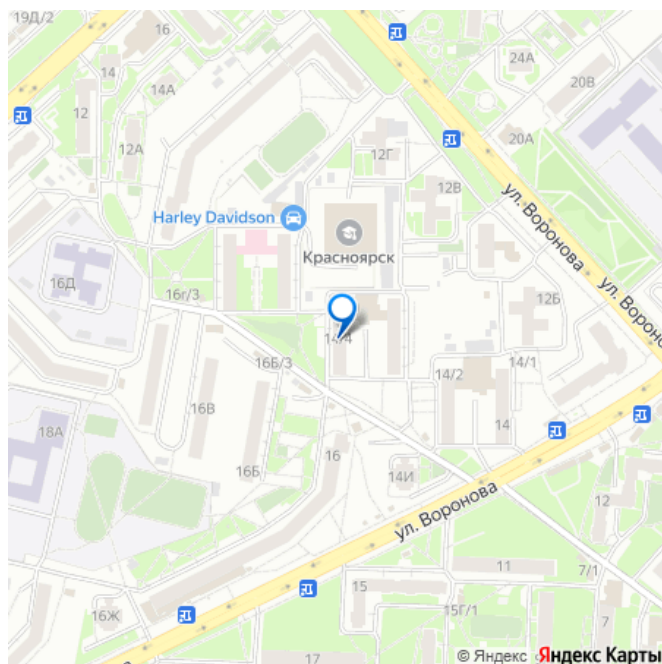 19Д/2
16
24А
14
14А
20В
12
20А
12А
12Г
12В
ул. Воронова
Harley Davidson
Красноярск
16Д
ул. Воронова
16г/3
12Б
14/4
16Б/3
14/2
14/1
16В
18А
14
16
16Б
14И
12
ул. Воронова
11
7/1
15
16Ж
15Г/1
7
17
© Яндекс Яндекс Карты